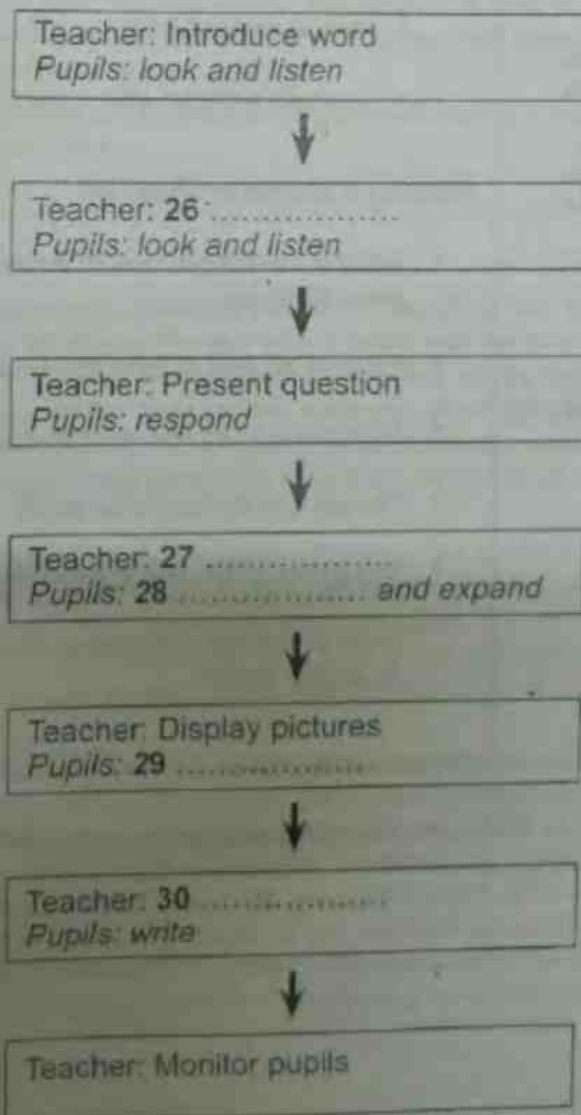 Teacher: Introduce word
Pupils: look and listen
Teacher: 26 ..................
Pupils: look and listen
Teacher: Present question
Pupils: respond
Teacher: 27 ..................
Pupils: 28 .................. and expand
Teacher: Display pictures
Pupils: 29 ..................
Teacher: 30 ..................
Pupils: write
Teacher: Monitor pupils